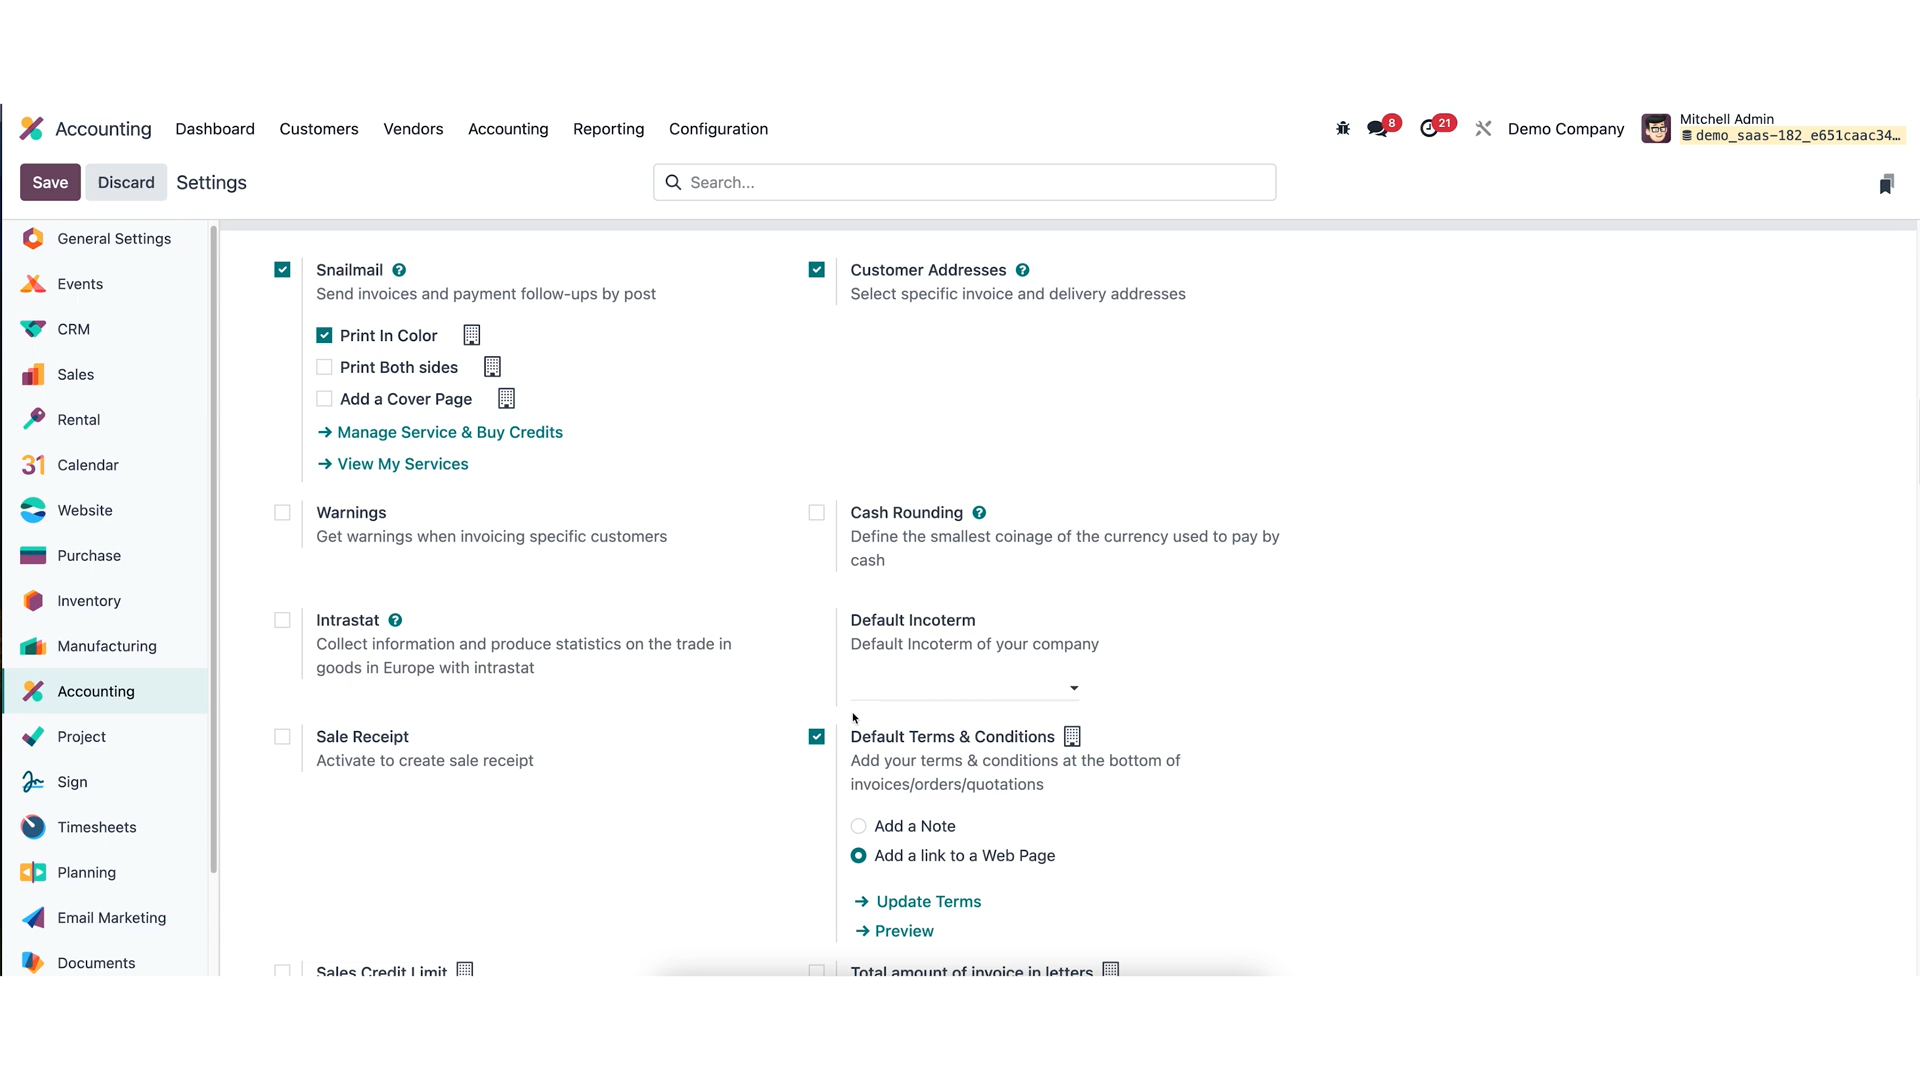 Accounting Dashboard Customers Vendors Accounting Reporting Configuration 8 21 Demo Company Mitchell Admin
demo_saas-182_e651caac34...
Save Discard Settings Search...
General Settings
Events
CRM
Sales
Rental
31 Calendar
Website
Purchase
Inventory
Manufacturing
Accounting
Project
Sign
Timesheets
Planning
Email Marketing
Documents
Snailmail ?
Send invoices and payment follow-ups by post
Print In Color
Print Both sides
Add a Cover Page
→ Manage Service & Buy Credits
→ View My Services
Customer Addresses ?
Select specific invoice and delivery addresses
Warnings
Get warnings when invoicing specific customers
Cash Rounding ?
Define the smallest coinage of the currency used to pay by
cash
Intrastat ?
Collect information and produce statistics on the trade in
goods in Europe with intrastat
Default Incoterm
Default Incoterm of your company
Sale Receipt
Activate to create sale receipt
Default Terms & Conditions
Add your terms & conditions at the bottom of
invoices/orders/quotations
Add a Note
Add a link to a Web Page
→ Update Terms
→ Preview
Sales Credit Limit
Total amount of invoice in letters